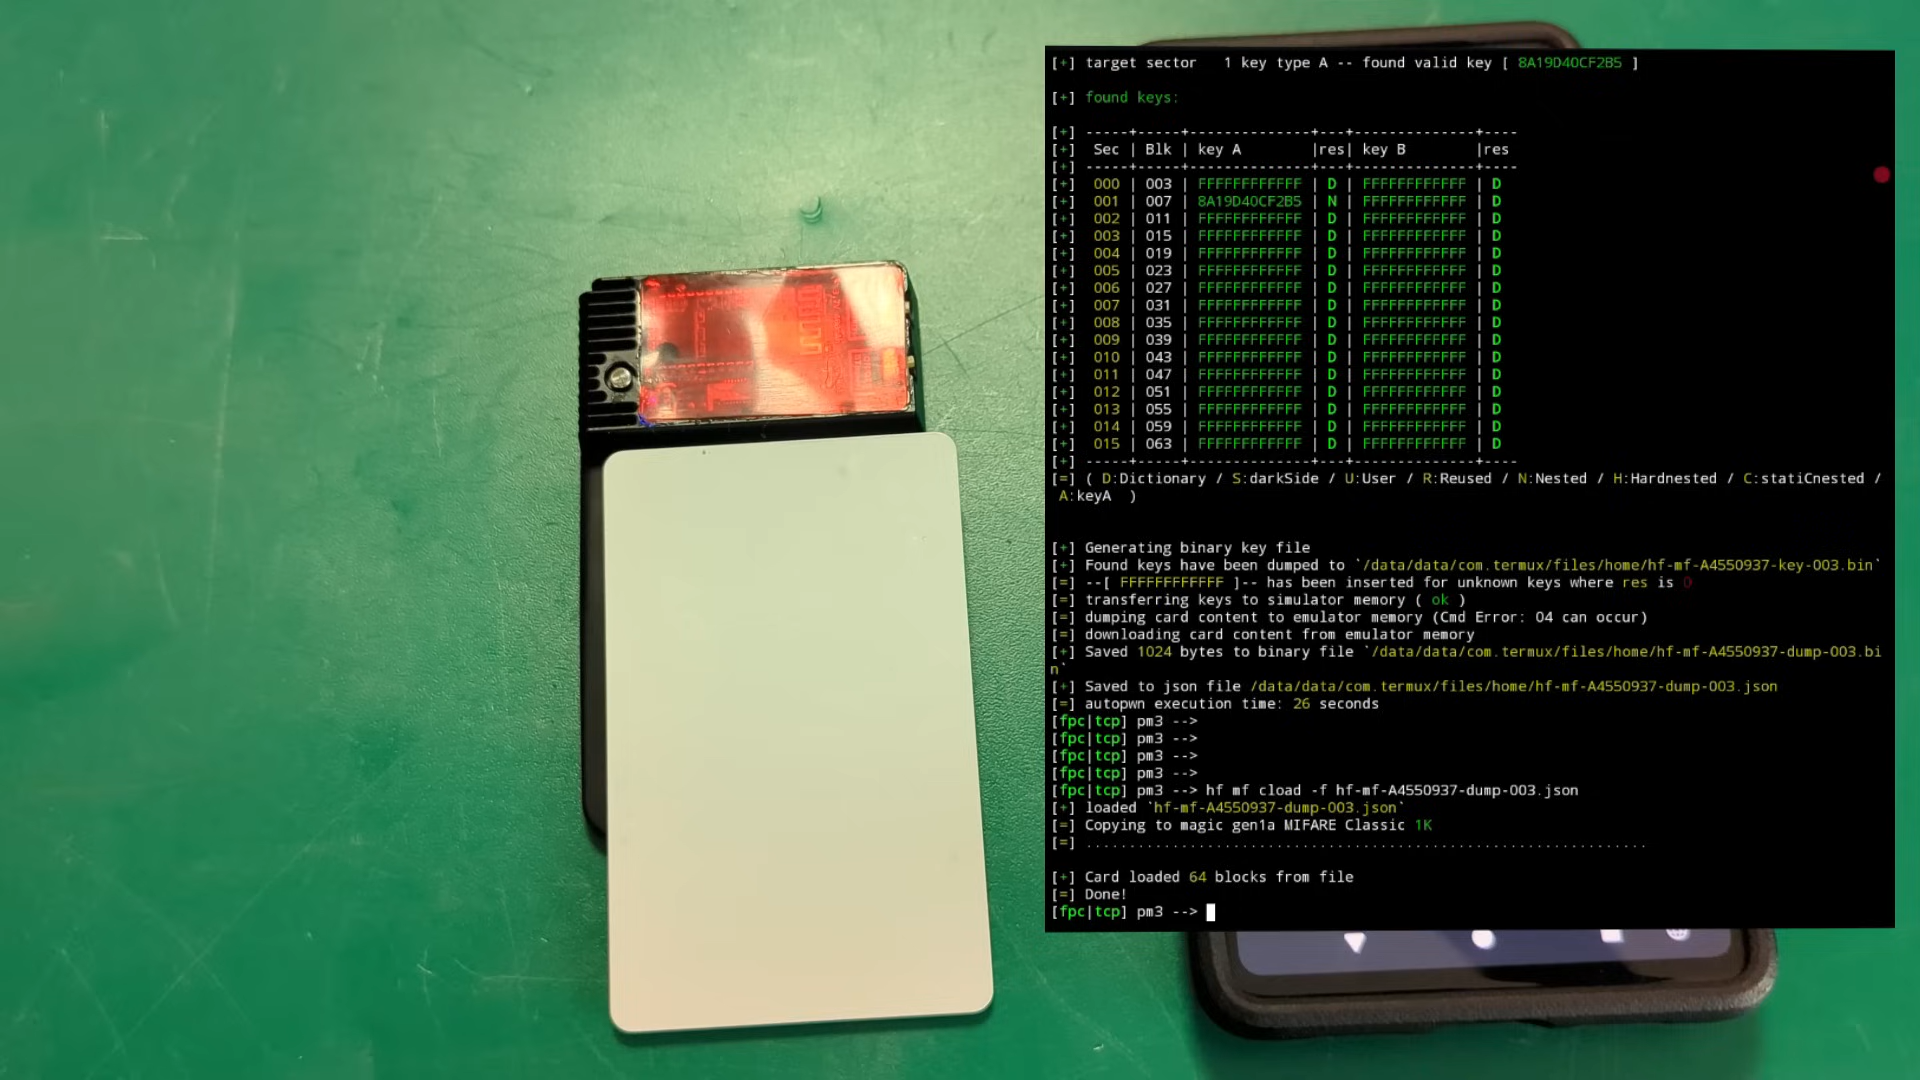 [+] target sector   1 key type A -- found valid key [ 8A19D40CF2B5 ]
[+] found keys:
[+] -----+-----+--------------+---+--------------+----
[+]  Sec | Blk | key A        |res| key B        |res
[+] -----+-----+--------------+---+--------------+----
[+]  000 | 003 | FFFFFFFFFFFF | D | FFFFFFFFFFFF | D
[+]  001 | 007 | 8A19D40CF2B5 | N | FFFFFFFFFFFF | D
[+]  002 | 011 | FFFFFFFFFFFF | D | FFFFFFFFFFFF | D
[+]  003 | 015 | FFFFFFFFFFFF | D | FFFFFFFFFFFF | D
[+]  004 | 019 | FFFFFFFFFFFF | D | FFFFFFFFFFFF | D
[+]  005 | 023 | FFFFFFFFFFFF | D | FFFFFFFFFFFF | D
[+]  006 | 027 | FFFFFFFFFFFF | D | FFFFFFFFFFFF | D
[+]  007 | 031 | FFFFFFFFFFFF | D | FFFFFFFFFFFF | D
[+]  008 | 035 | FFFFFFFFFFFF | D | FFFFFFFFFFFF | D
[+]  009 | 039 | FFFFFFFFFFFF | D | FFFFFFFFFFFF | D
[+]  010 | 043 | FFFFFFFFFFFF | D | FFFFFFFFFFFF | D
[+]  011 | 047 | FFFFFFFFFFFF | D | FFFFFFFFFFFF | D
[+]  012 | 051 | FFFFFFFFFFFF | D | FFFFFFFFFFFF | D
[+]  013 | 055 | FFFFFFFFFFFF | D | FFFFFFFFFFFF | D
[+]  014 | 059 | FFFFFFFFFFFF | D | FFFFFFFFFFFF | D
[+]  015 | 063 | FFFFFFFFFFFF | D | FFFFFFFFFFFF | D
[+] -----+-----+--------------+---+--------------+----
[=] ( D:Dictionary / S:darkSide / U:User / R:Reused / N:Nested / H:Hardnested / C:statiCnested /
 A:keyA  )
[+] Generating binary key file
[+] Found keys have been dumped to `/data/data/com.termux/files/home/hf-mf-A4550937-key-003.bin`
[=] --[ FFFFFFFFFFFF ]-- has been inserted for unknown keys where res is 0
[=] transferring keys to simulator memory ( ok )
[=] dumping card content to emulator memory (Cmd Error: 04 can occur)
[=] downloading card content from emulator memory
[+] Saved 1024 bytes to binary file `/data/data/com.termux/files/home/hf-mf-A4550937-dump-003.bi
n`
[+] Saved to json file /data/data/com.termux/files/home/hf-mf-A4550937-dump-003.json
[=] autopwn execution time: 26 seconds
[fpc|tcp] pm3 -->
[fpc|tcp] pm3 -->
[fpc|tcp] pm3 -->
[fpc|tcp] pm3 -->
[fpc|tcp] pm3 --> hf mf cload -f hf-mf-A4550937-dump-003.json
[+] loaded `hf-mf-A4550937-dump-003.json`
[=] Copying to magic gen1a MIFARE Classic 1K
[=] ................................................................
[+] Card loaded 64 blocks from file
[=] Done!
[fpc|tcp] pm3 -->